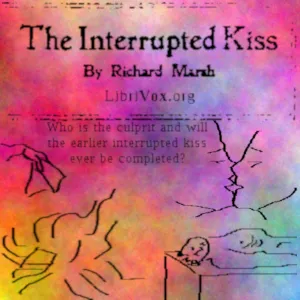 The Interrupted Kiss
By Richard Marsh
LibriVox.org
Who is the culprit and will
the earlier interrupted kiss
ever be completed?